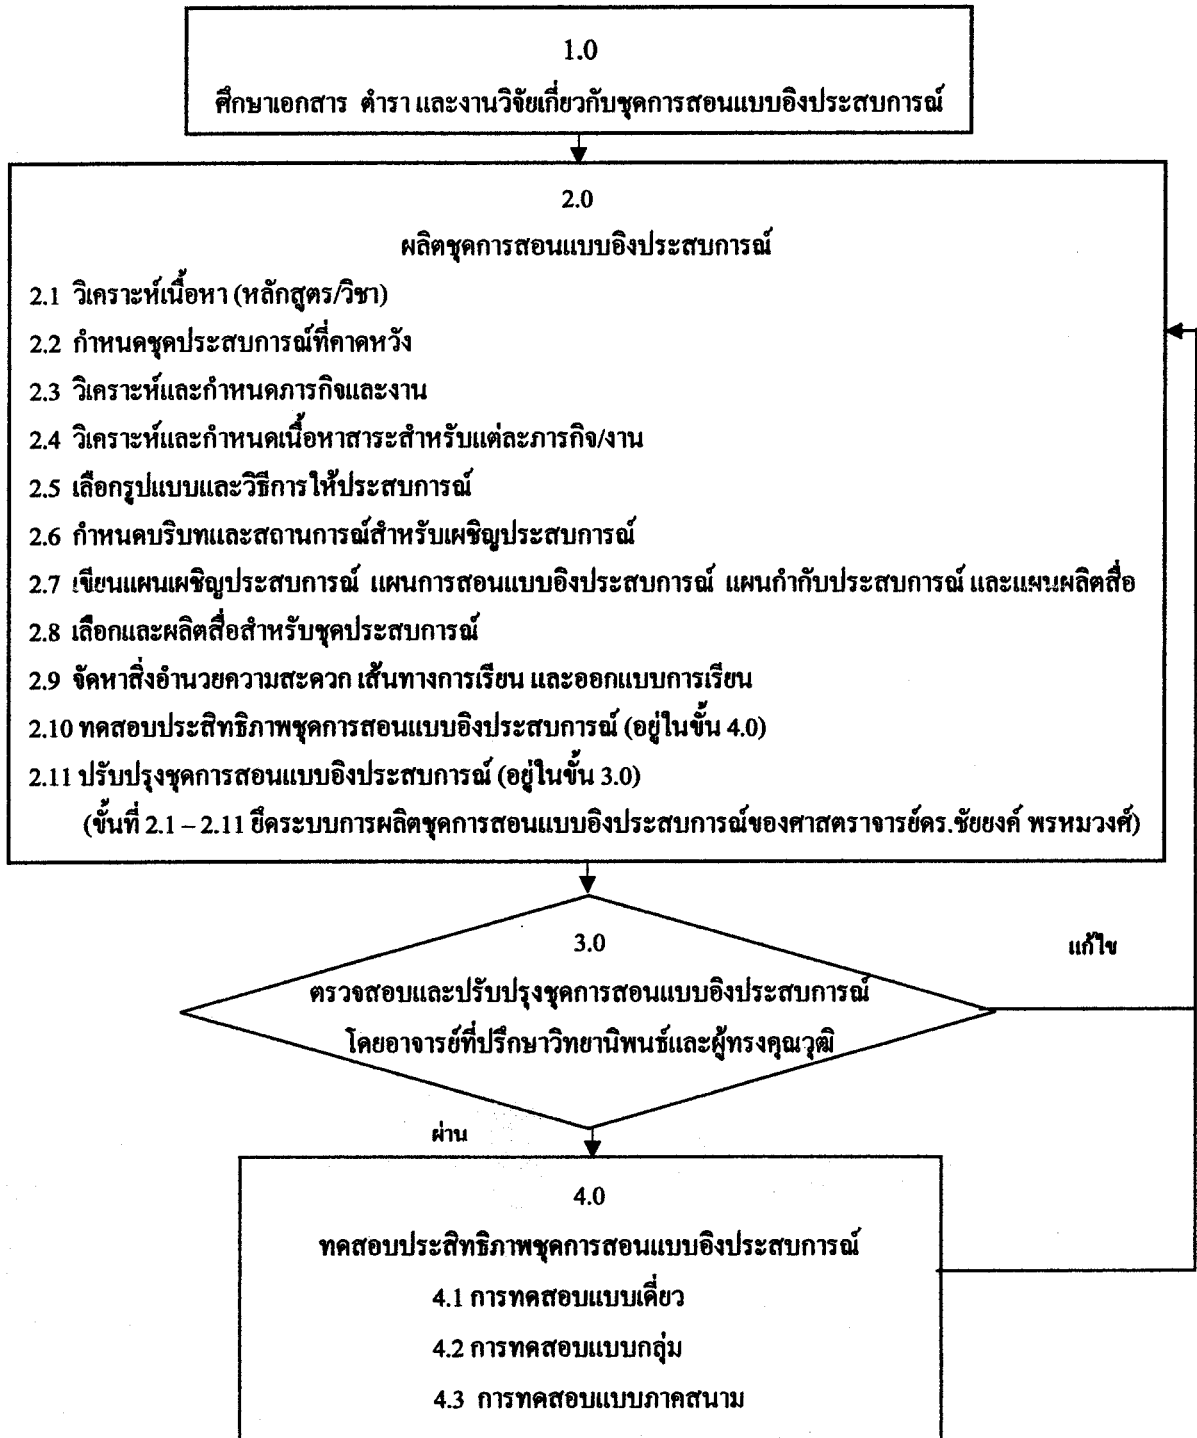 1.0
ศึกษาเอกสาร ตำรา และงานวิจัยเกี่ยวกับชุดการสอนแบบอิงประสบการณ์
2.0
ผลิตชุดการสอนแบบอิงประสบการณ์
2.1 วิเคราะห์เนื้อหา (หลักสูตร/วิชา)
2.2 กำหนดชุดประสบการณ์ที่คาดหวัง
2.3 วิเคราะห์และกำหนดภารกิจและงาน
2.4 วิเคราะห์และกำหนดเนื้อหาสาระสำหรับแต่ละภารกิจ/งาน
2.5 เลือกรูปแบบและวิธีการให้ประสบการณ์
2.6 กำหนดบริบทและสถานการณ์สำหรับเผชิญประสบการณ์
2.7 เขียนแผนเผชิญประสบการณ์ แผนการสอนแบบอิงประสบการณ์ แผนกำกับประสบการณ์ และแผนผลิตสื่อ
2.8 เลือกและผลิตสื่อสำหรับชุดประสบการณ์
2.9 จัดหาสิ่งอำนวยความสะดวก เส้นทางการเรียน และออกแบบการเรียน
2.10 ทดสอบประสิทธิภาพชุดการสอนแบบอิงประสบการณ์ (อยู่ในขั้น 4.0)
2.11 ปรับปรุงชุดการสอนแบบอิงประสบการณ์ (อยู่ในขั้น 3.0)
(ขั้นที่ 2.1 – 2.11 ยึดระบบการผลิตชุดการสอนแบบอิงประสบการณ์ของศาสตราจารย์ดร.ชัยยงค์ พรหมวงศ์)
3.0
ตรวจสอบและปรับปรุงชุดการสอนแบบอิงประสบการณ์
โดยอาจารย์ที่ปรึกษาวิทยานิพนธ์และผู้ทรงคุณวุฒิ
แก้ไข
ผ่าน
4.0
ทดสอบประสิทธิภาพชุดการสอนแบบอิงประสบการณ์
4.1 การทดสอบแบบเดี่ยว
4.2 การทดสอบแบบกลุ่ม
4.3 การทดสอบแบบภาคสนาม